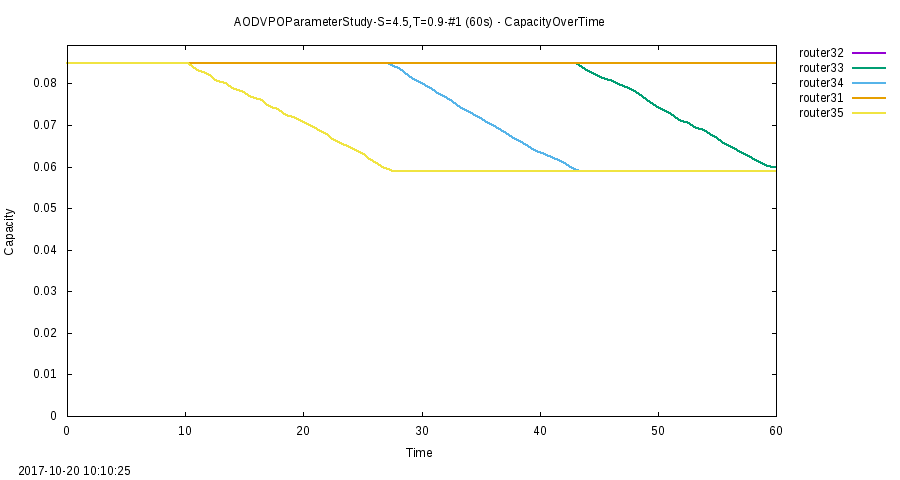 AODVPOParameterStudy-S=4.5,T=0.9-#1 (60s) - CapacityOverTime
router32
router33
router34
router31
router35
0.08
0.07
0.06
0.05
0.04
0.03
0.02
0.01
0
Capacity
0 10 20 30 40 50 60
Time
2017-10-20 10:10:25